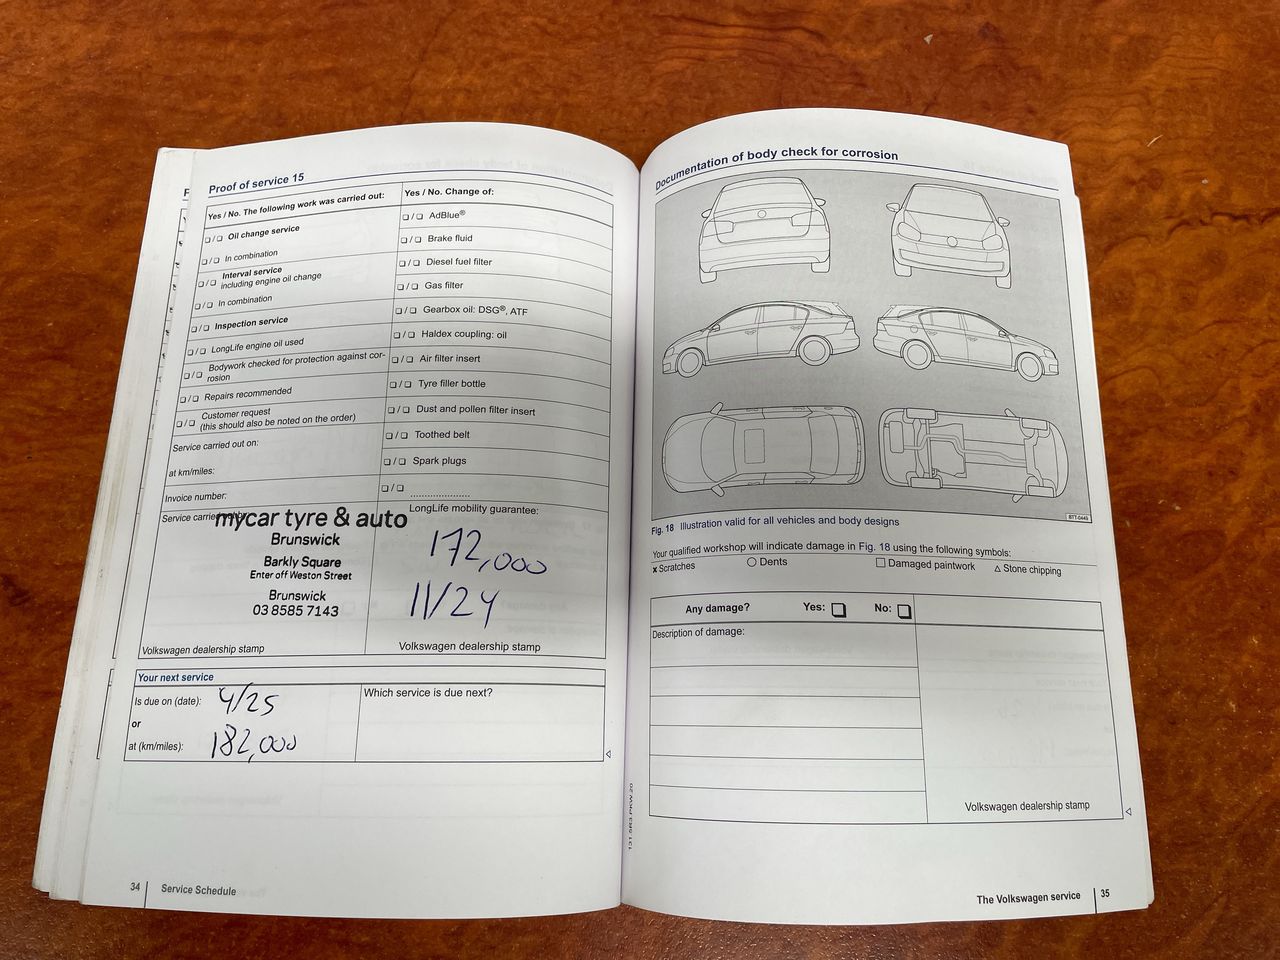 Proof of service 15
Yes / No. The following work was carried out:
❑ / ❑ Oil change service
❑ / ❑ In combination
❑ / ❑ Interval service
including engine oil change
❑ / ❑ In combination
❑ / ❑ Inspection service
❑ / ❑ LongLife engine oil used
❑ / ❑ Bodywork checked for protection against cor-
rosion
❑ / ❑ Repairs recommended
❑ / ❑ Customer request
(this should also be noted on the order)
Service carried out on:
at km/miles:
Invoice number:
Yes / No. Change of:
❑ / ❑ AdBlue®
❑ / ❑ Brake fluid
❑ / ❑ Diesel fuel filter
❑ / ❑ Gas filter
❑ / ❑ Gearbox oil: DSG®, ATF
❑ / ❑ Haldex coupling: oil
❑ / ❑ Air filter insert
❑ / ❑ Tyre filler bottle
❑ / ❑ Dust and pollen filter insert
❑ / ❑ Toothed belt
❑ / ❑ Spark plugs
❑ / ❑ .....................
Service carried
mycar tyre & auto
Brunswick
Barkly Square
Enter off Weston Street
Brunswick
03 8585 7143
Volkswagen dealership stamp
LongLife mobility guarantee:
172,000
11/24
Volkswagen dealership stamp
Your next service
Is due on (date): 4/25
or
at (km/miles): 182,000
Which service is due next?
34 Service Schedule
131.5R3.PKW.20
Documentation of body check for corrosion
BTT-0449
Fig. 18 Illustration valid for all vehicles and body designs
Your qualified workshop will indicate damage in Fig. 18 using the following symbols:
x Scratches ○ Dents □ Damaged paintwork △ Stone chipping
Any damage? Yes: ❑ No: ❑
Description of damage:
Volkswagen dealership stamp
The Volkswagen service 35